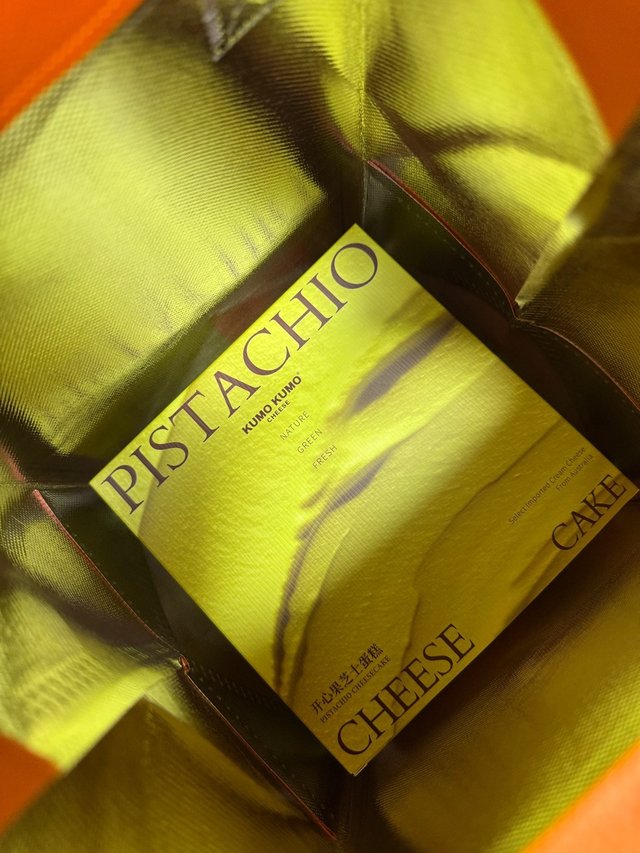 PISTACHIO
KUMO KUMO®
CHEESE
NATURE
GREEN
FRESH
Select Imported Cream Cheese
From Australia
CAKE
开心果芝士蛋糕
PISTACHIO CHEESECAKE
CHEESE